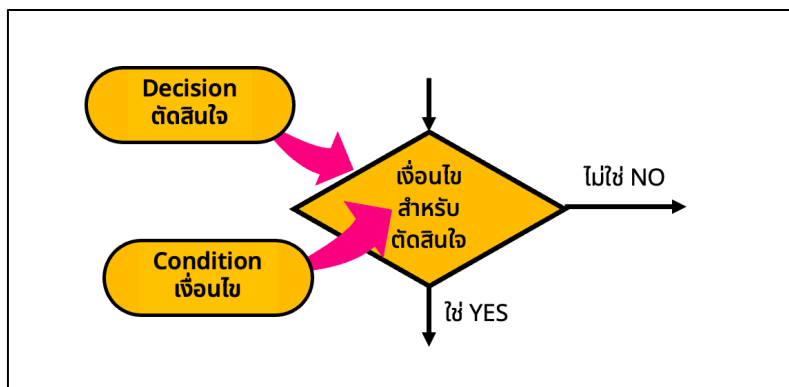 Decision
ตัดสินใจ
เงื่อนไข
สำหรับ
ตัดสินใจ
ไม่ใช่ NO
Condition
เงื่อนไข
ใช่ YES